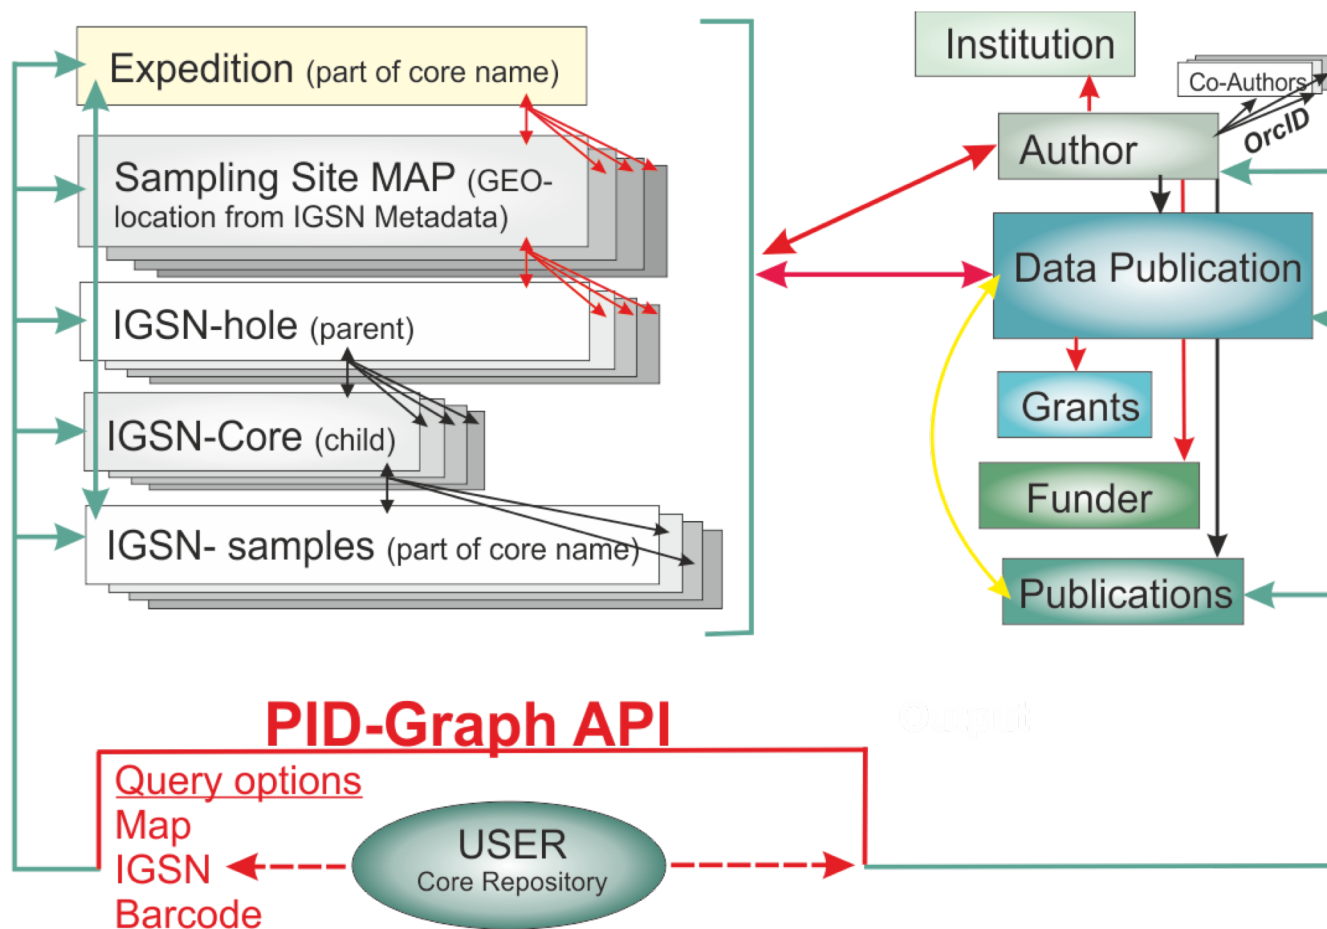 Expedition (part of core name)
Sampling Site MAP (GEO-
location from IGSN Metadata)
IGSN-hole (parent)
IGSN-Core (child)
IGSN- samples (part of core name)
Institution
Co-Authors
OrcID
Author
Data Publication
Grants
Funder
Publications
PID-Graph API
Output
Query options
Map
IGSN
Barcode
USER
Core Repository